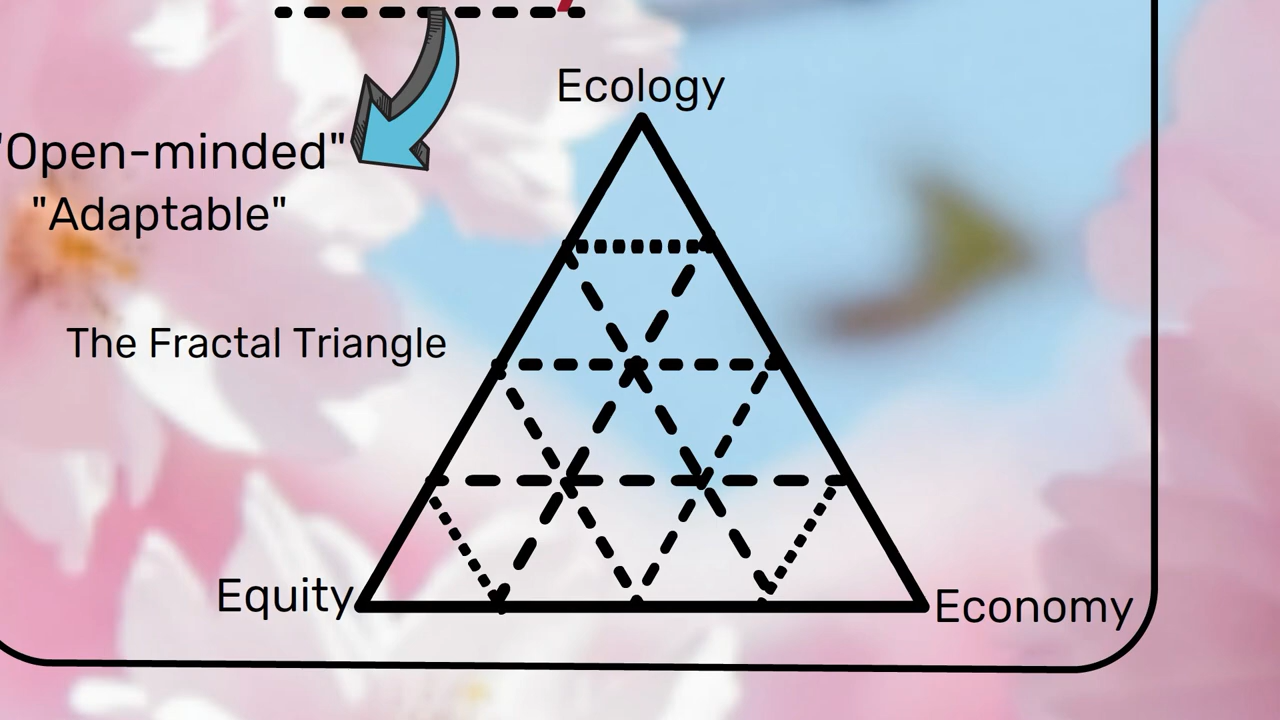 Ecology
"Open-minded"
"Adaptable"
The Fractal Triangle
Equity
Economy